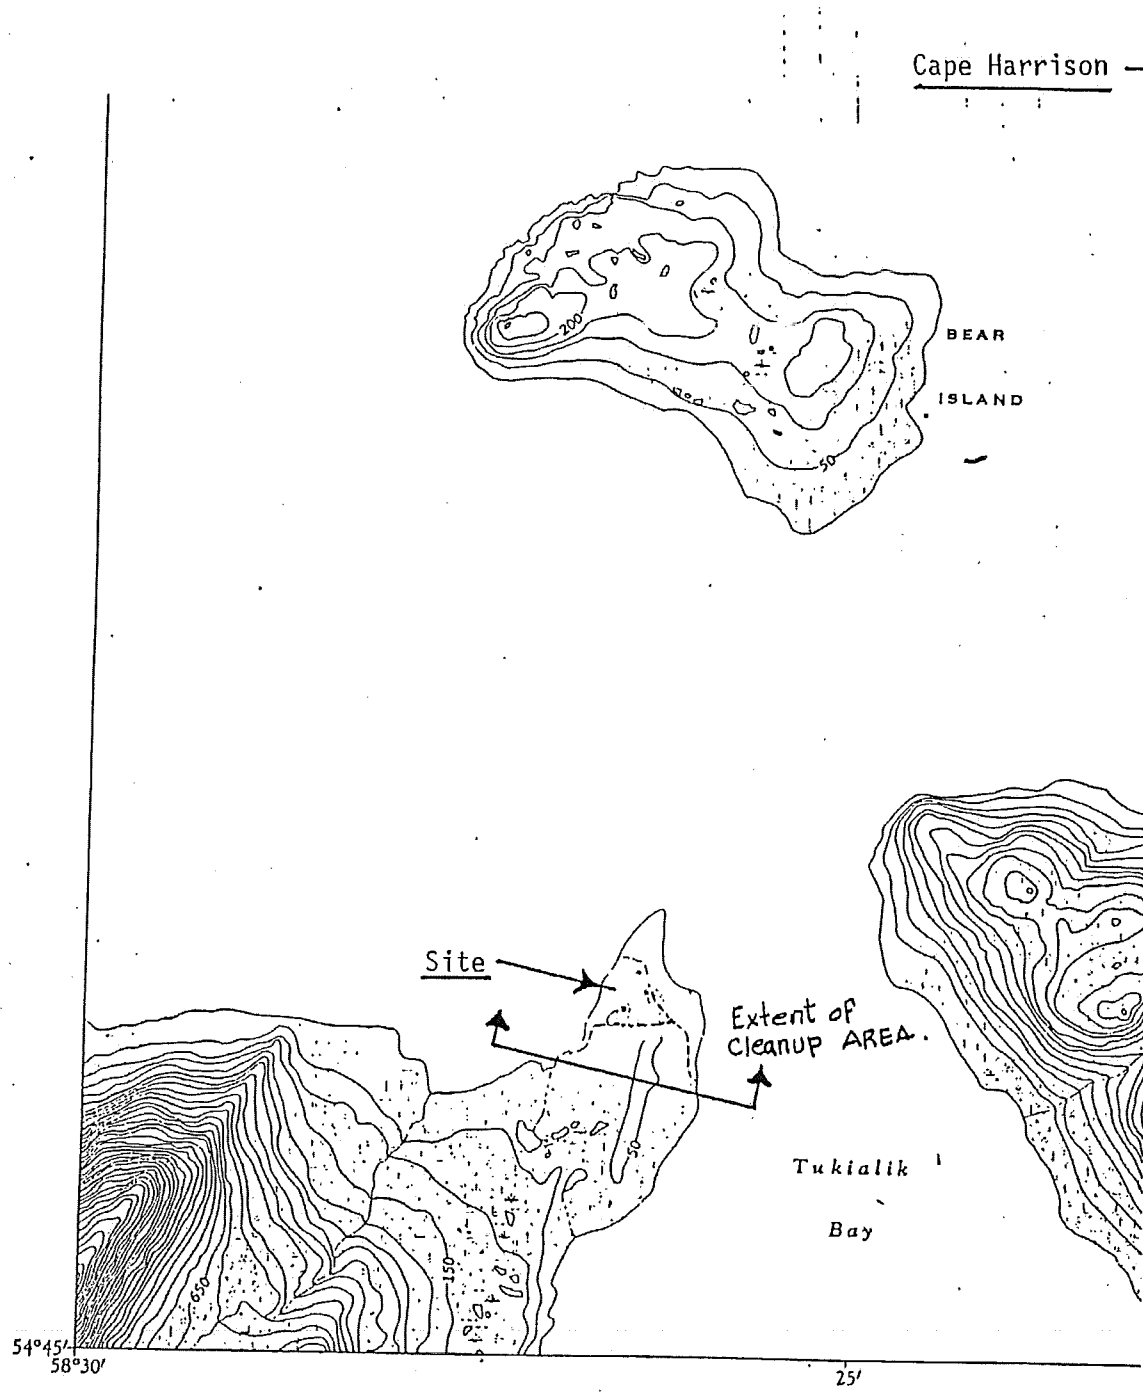 Cape Harrison
200
BEAR
ISLAND
50
Site
Extent of
Cleanup AREA.
50
Tukialik
Bay
150
650
54°45'
58°30'
25'